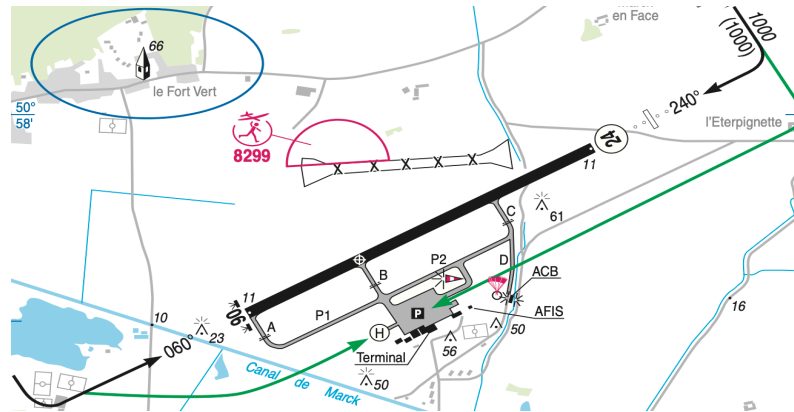 en Face
1000
(1000)
66
le Fort Vert
50°
58'
240°
l'Eterpignette
8299
24
11
C
61
P2
D
B
ACB
11
06
P1
P
AFIS
10
A
H
50
16
23
060°
Terminal
56
50
Canal de Marck